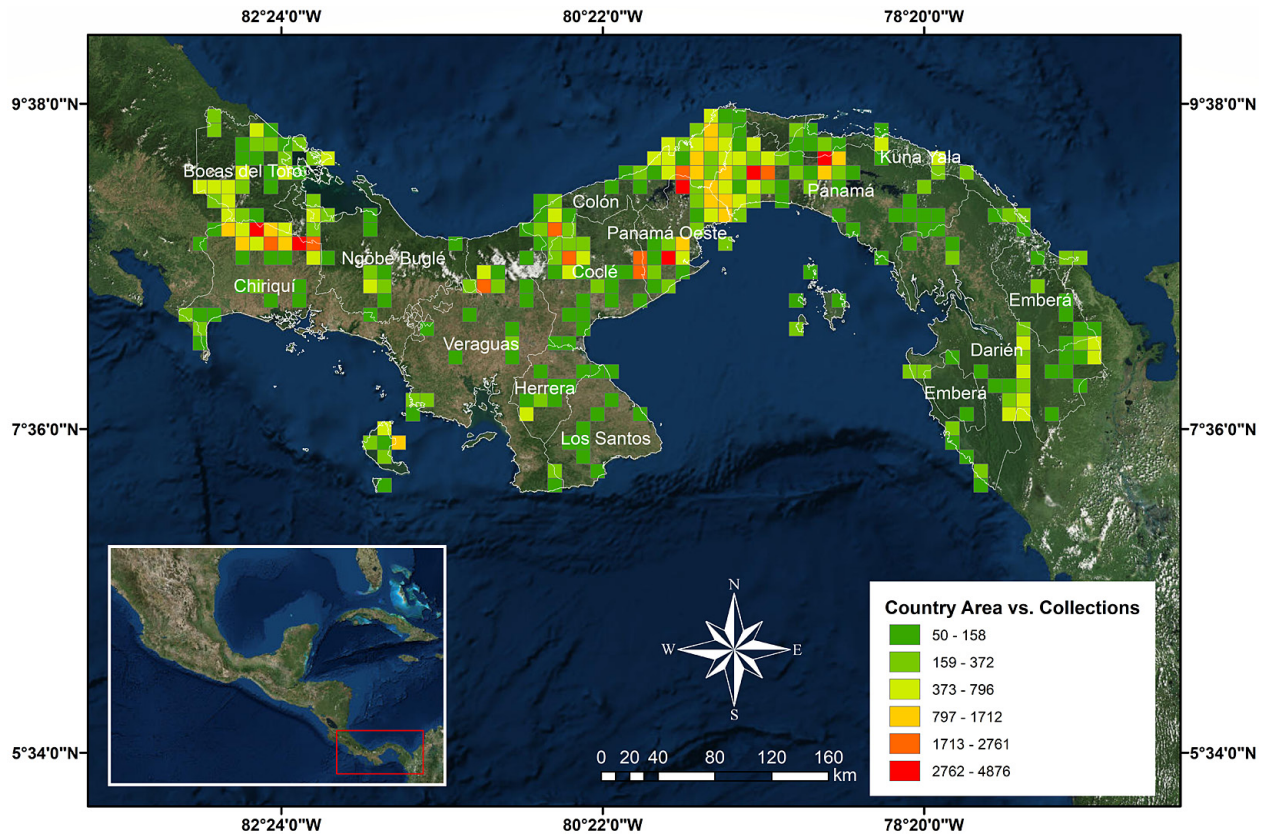 82°24'0"W 80°22'0"W 78°20'0"W
9°38'0"N 9°38'0"N
Bocas del Toro
Kuna Yala
Panamá
Colón
Panamá Oeste
Ngöbe Buglé
Coclé
Chiriquí
Emberá
Veraguas
Darién
Herrera
Emberá
7°36'0"N 7°36'0"N
Los Santos
N
W E
S
Country Area vs. Collections
50 - 158
159 - 372
373 - 796
797 - 1712
1713 - 2761
2762 - 4876
5°34'0"N 5°34'0"N
0 20 40 80 120 160
km
82°24'0"W 80°22'0"W 78°20'0"W